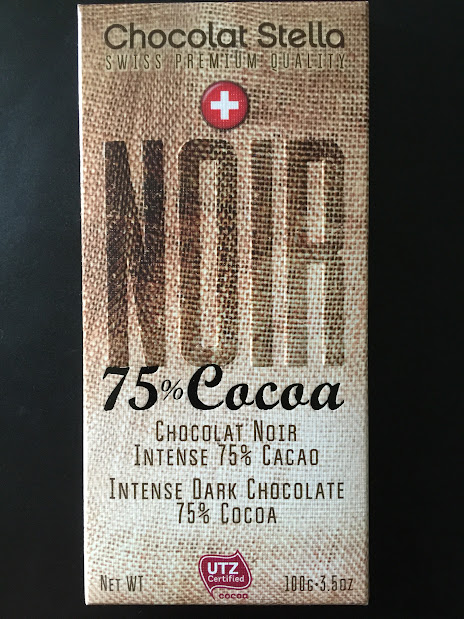 Chocolat Stella
SWISS PREMIUM QUALITY
NOIR
75% Cocoa
CHOCOLAT NOIR
INTENSE 75% CACAO
INTENSE DARK CHOCOLATE
75% COCOA
UTZ
Certified
cocoa
NET WT 100G·3.5OZ